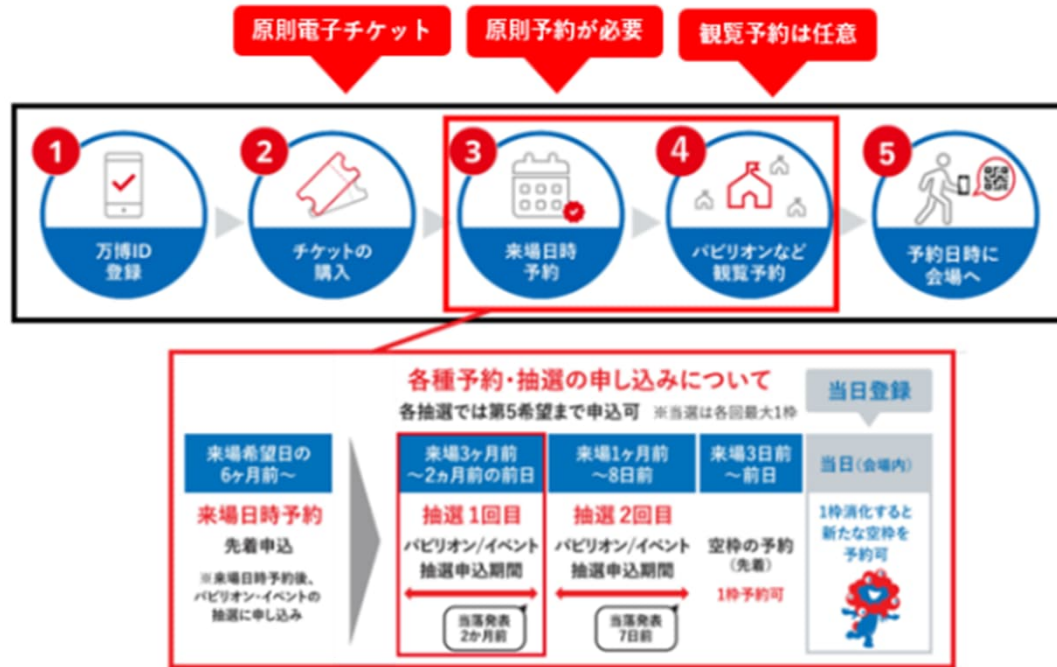 原則電子チケット
原則予約が必要
観覧予約は任意
1
万博ID
登録
2
チケットの
購入
3
来場日時
予約
4
パビリオンなど
観覧予約
5
予約日時に
会場へ
各種予約・抽選の申し込みについて
各抽選では第5希望まで申込可 ※当選は各回最大1枠
当日登録
来場希望日の
6ヶ月前～
来場日時予約
先着申込
※来場日時予約後、
パビリオン・イベントの
抽選に申し込み
来場3ヶ月前
～2ヵ月前の前日
抽選1回目
パビリオン/イベント
抽選申込期間
当落発表
2か月前
来場1ヶ月前
～8日前
抽選2回目
パビリオン/イベント
抽選申込期間
当落発表
7日前
来場3日前
～前日
空枠の予約
(先着)
1枠予約可
当日(会場内)
1枠消化すると
新たな空枠を
予約可